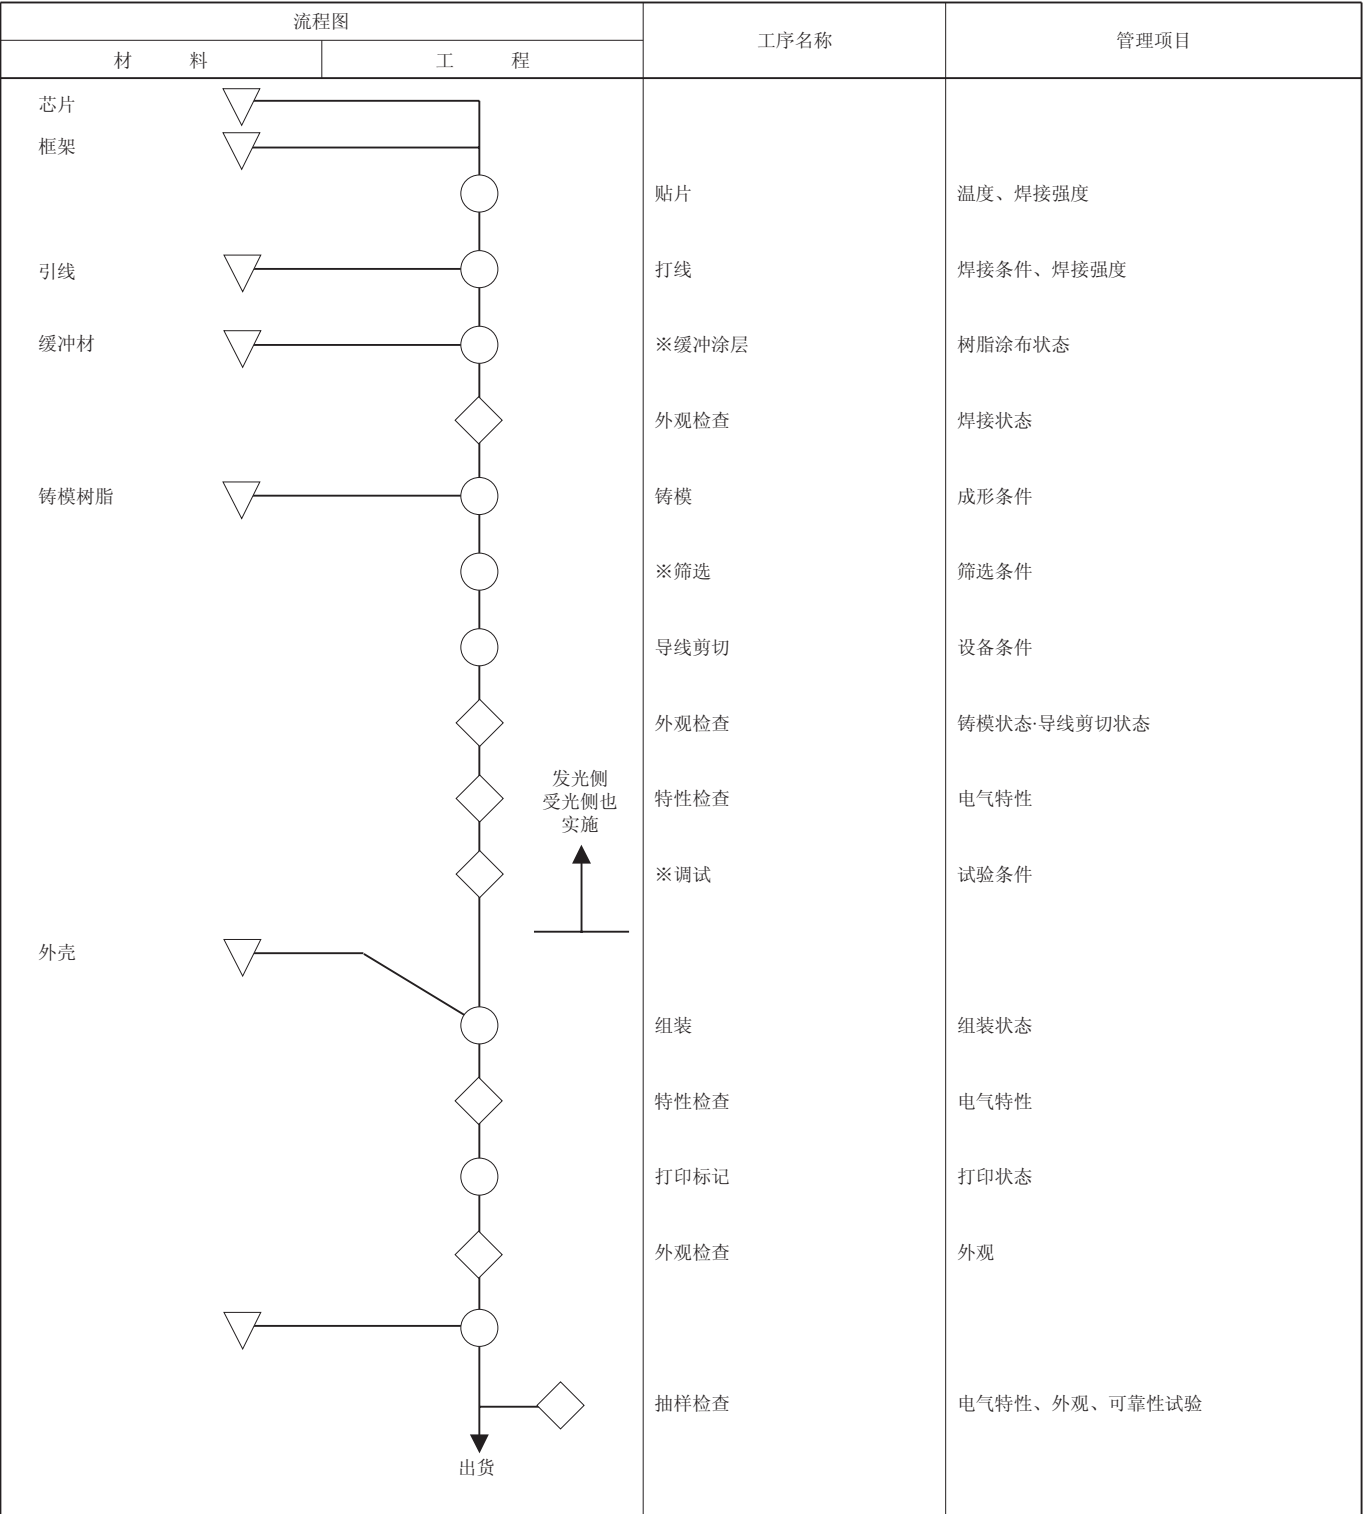 流程图
材 料
工 程
工序名称
管理项目
芯片
框架
贴片
温度、焊接强度
引线
打线
焊接条件、焊接强度
缓冲材
※缓冲涂层
树脂涂布状态
外观检查
焊接状态
铸模树脂
铸模
成形条件
※筛选
筛选条件
导线剪切
设备条件
外观检查
铸模状态·导线剪切状态
发光侧
受光侧也
实施
特性检查
电气特性
※调试
试验条件
外壳
组装
组装状态
特性检查
电气特性
打印标记
打印状态
外观检查
外观
抽样检查
电气特性、外观、可靠性试验
出货